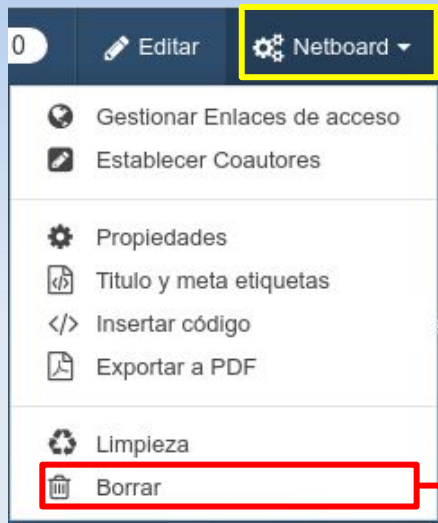 0 Editar Netboard
Gestionar Enlaces de acceso
Establecer Coautores
Propiedades
Titulo y meta etiquetas
Insertar código
Exportar a PDF
Limpieza
Borrar